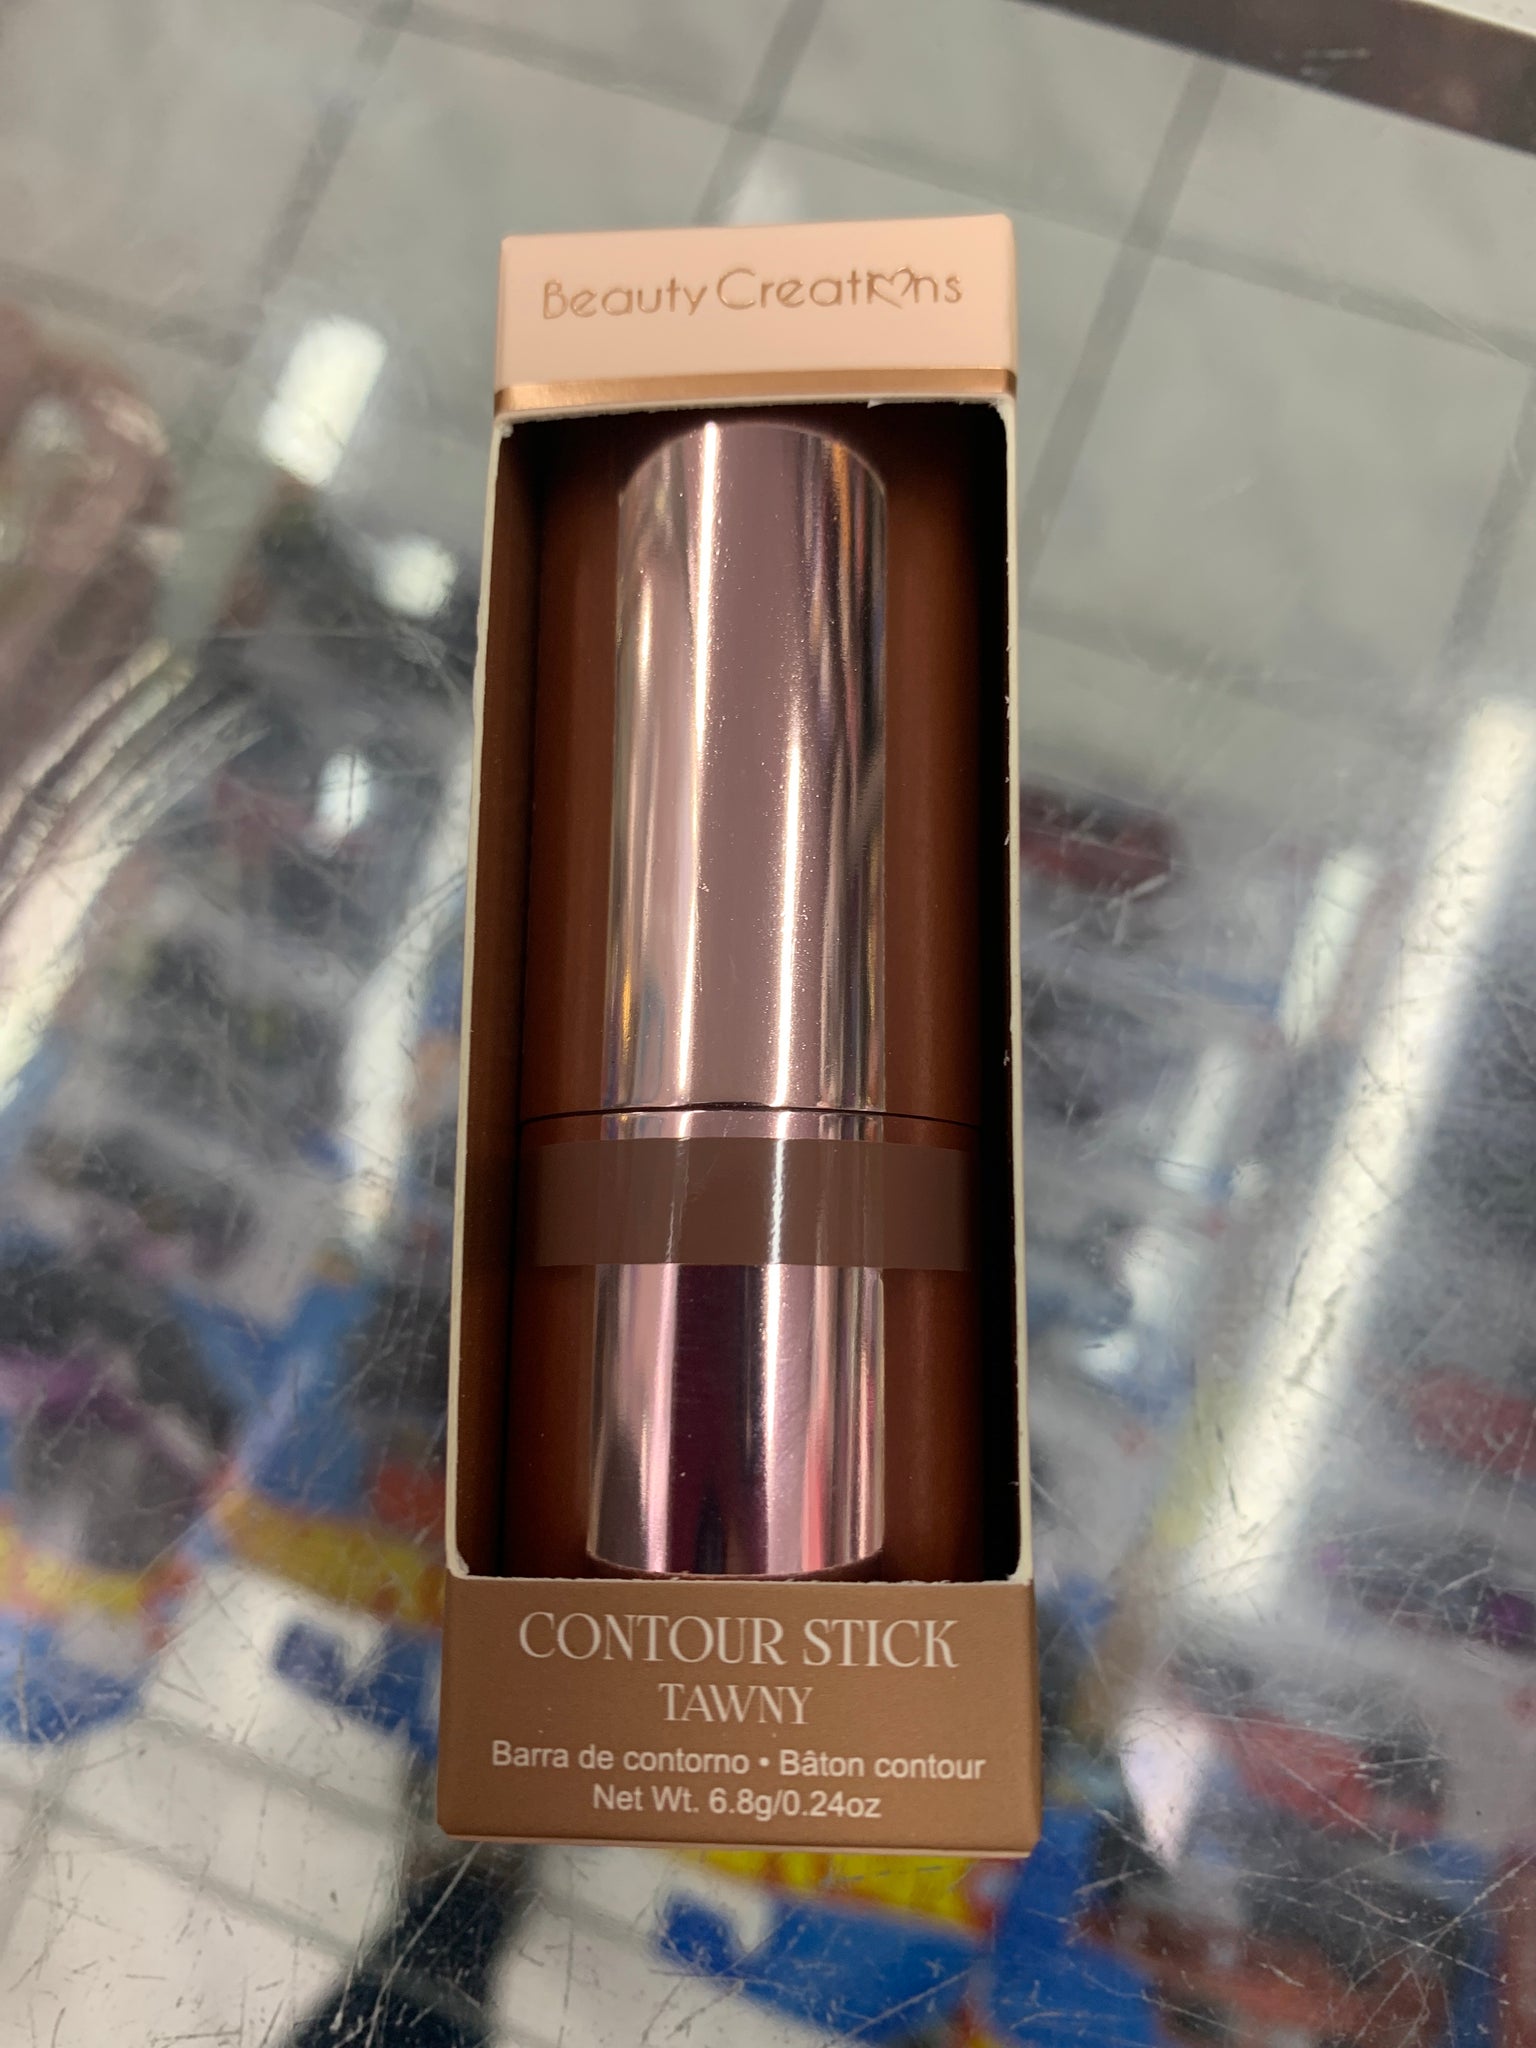 Beauty Creations
CONTOUR STICK
TAWNY
Barra de contorno • Bâton contour
Net Wt. 6.8g/0.24oz